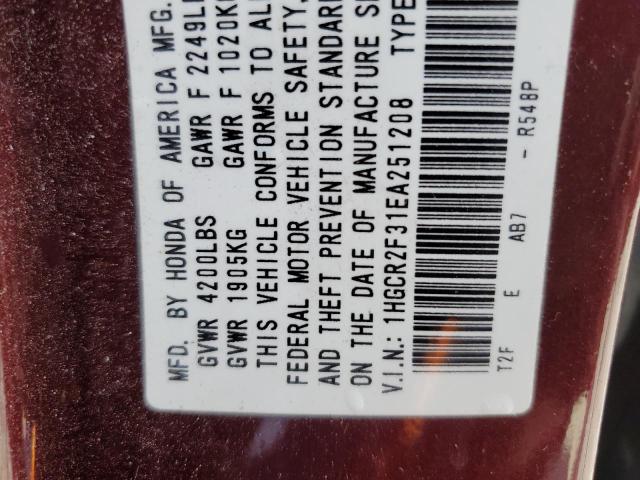 MFD. BY HONDA OF AMERICA MFG.
GVWR 4200LBS GAWR F 2249L
GVWR 1905KG GAWR F 1020K
THIS VEHICLE CONFORMS TO AL
FEDERAL MOTOR VEHICLE SAFETY,
AND THEFT PREVENTION STANDAR
ON THE DATE OF MANUFACTURE S
V.I.N.: 1HGCR2F31EA251208 TYPE
T2F E AB7 - R548P